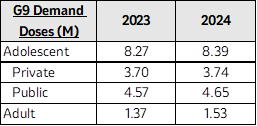 G9 Demand Doses (M) 2023 2024
Adolescent 8.27 8.39
Private 3.70 3.74
Public 4.57 4.65
Adult 1.37 1.53